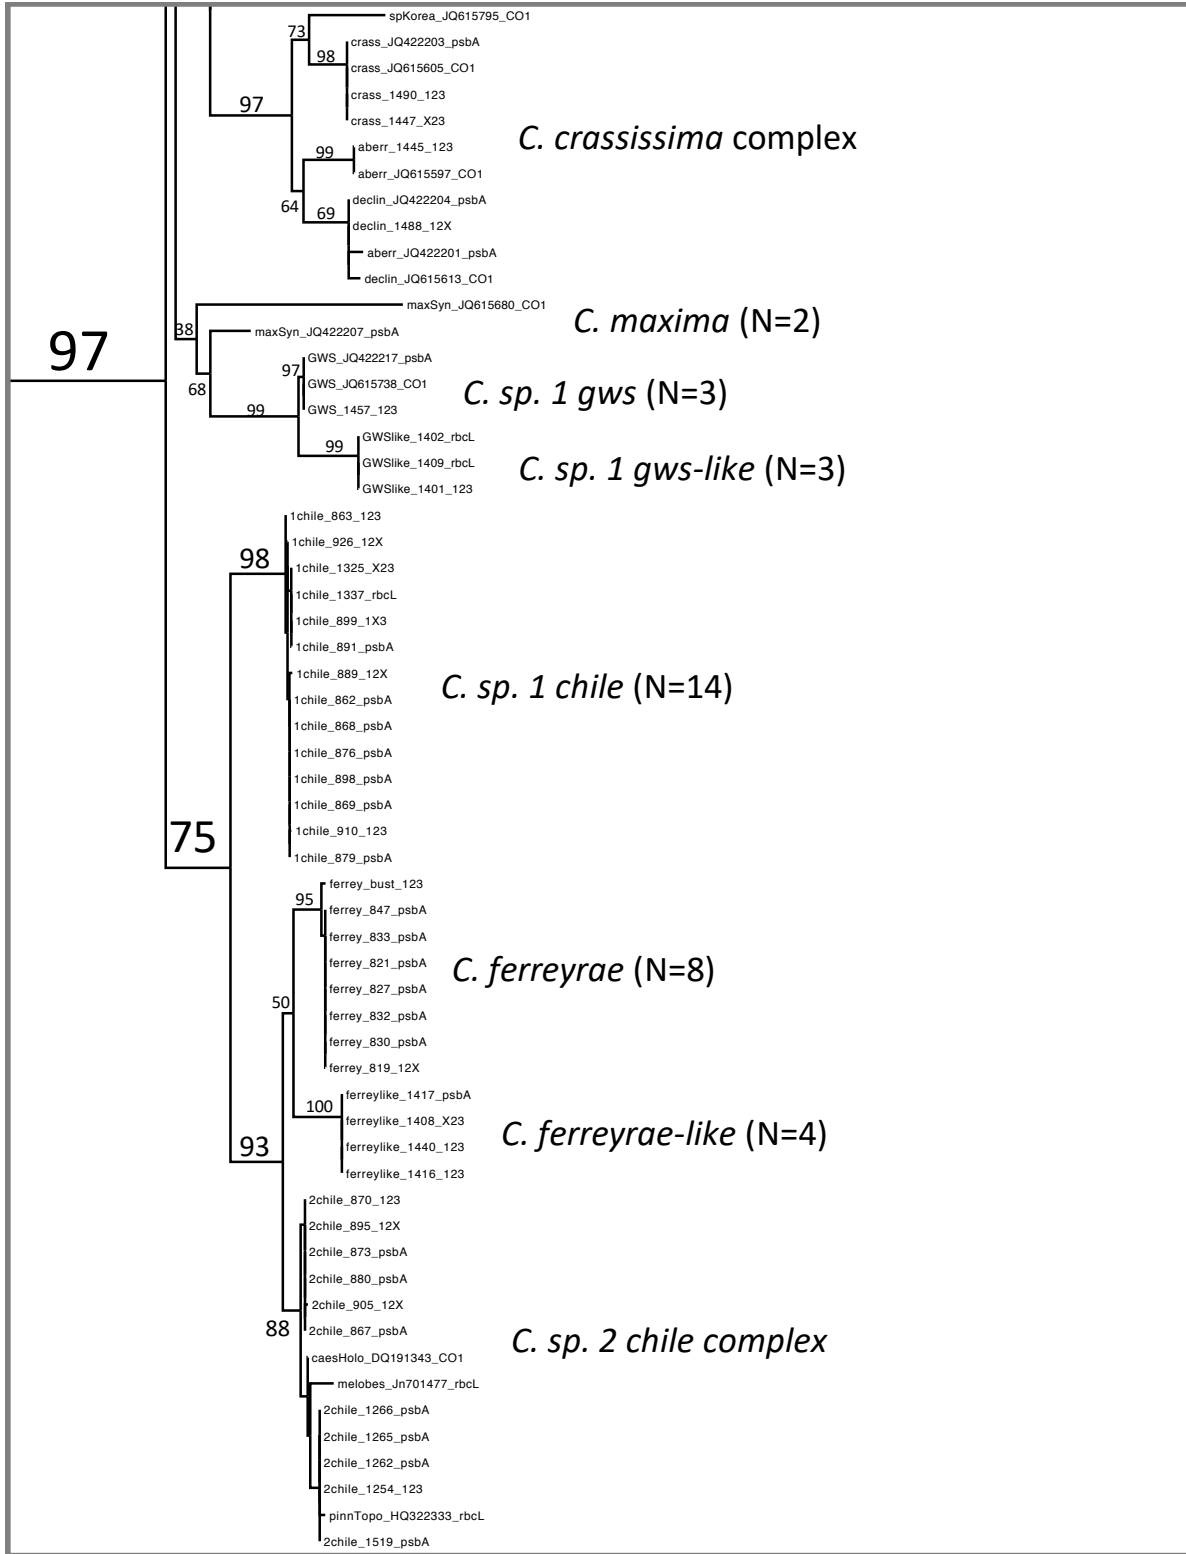 spKorea_JQ615795_CO1
73
crass_JQ422203_psbA
98
crass_JQ615605_CO1
crass_1490_123
97
crass_1447_X23
C. crassissima complex
aberr_1445_123
99
aberr_JQ615597_CO1
declin_JQ422204_psbA
64
69
declin_1488_12X
aberr_JQ422201_psbA
declin_JQ615613_CO1
maxSyn_JQ615680_CO1
C. maxima (N=2)
38
maxSyn_JQ422207_psbA
97
GWS_JQ422217_psbA
97
GWS_JQ615738_CO1
68
C. sp. 1 gws (N=3)
99
GWS_1457_123
GWSlike_1402_rbcL
99
GWSlike_1409_rbcL
C. sp. 1 gws-like (N=3)
GWSlike_1401_123
1chile_863_123
1chile_926_12X
98
1chile_1325_X23
1chile_1337_rbcL
1chile_899_1X3
1chile_891_psbA
1chile_889_12X
C. sp. 1 chile (N=14)
1chile_862_psbA
1chile_868_psbA
1chile_876_psbA
1chile_898_psbA
1chile_869_psbA
1chile_910_123
75
1chile_879_psbA
ferrey_bust_123
95
ferrey_847_psbA
ferrey_833_psbA
ferrey_821_psbA
C. ferreyrae (N=8)
ferrey_827_psbA
50
ferrey_832_psbA
ferrey_830_psbA
ferrey_819_12X
ferreylike_1417_psbA
100
ferreylike_1408_X23
C. ferreyrae-like (N=4)
93
ferreylike_1440_123
ferreylike_1416_123
2chile_870_123
2chile_895_12X
2chile_873_psbA
2chile_880_psbA
2chile_905_12X
88
2chile_867_psbA
C. sp. 2 chile complex
caesHolo_DQ191343_CO1
melobes_Jn701477_rbcL
2chile_1266_psbA
2chile_1265_psbA
2chile_1262_psbA
2chile_1254_123
pinnTopo_HQ322333_rbcL
2chile_1519_psbA